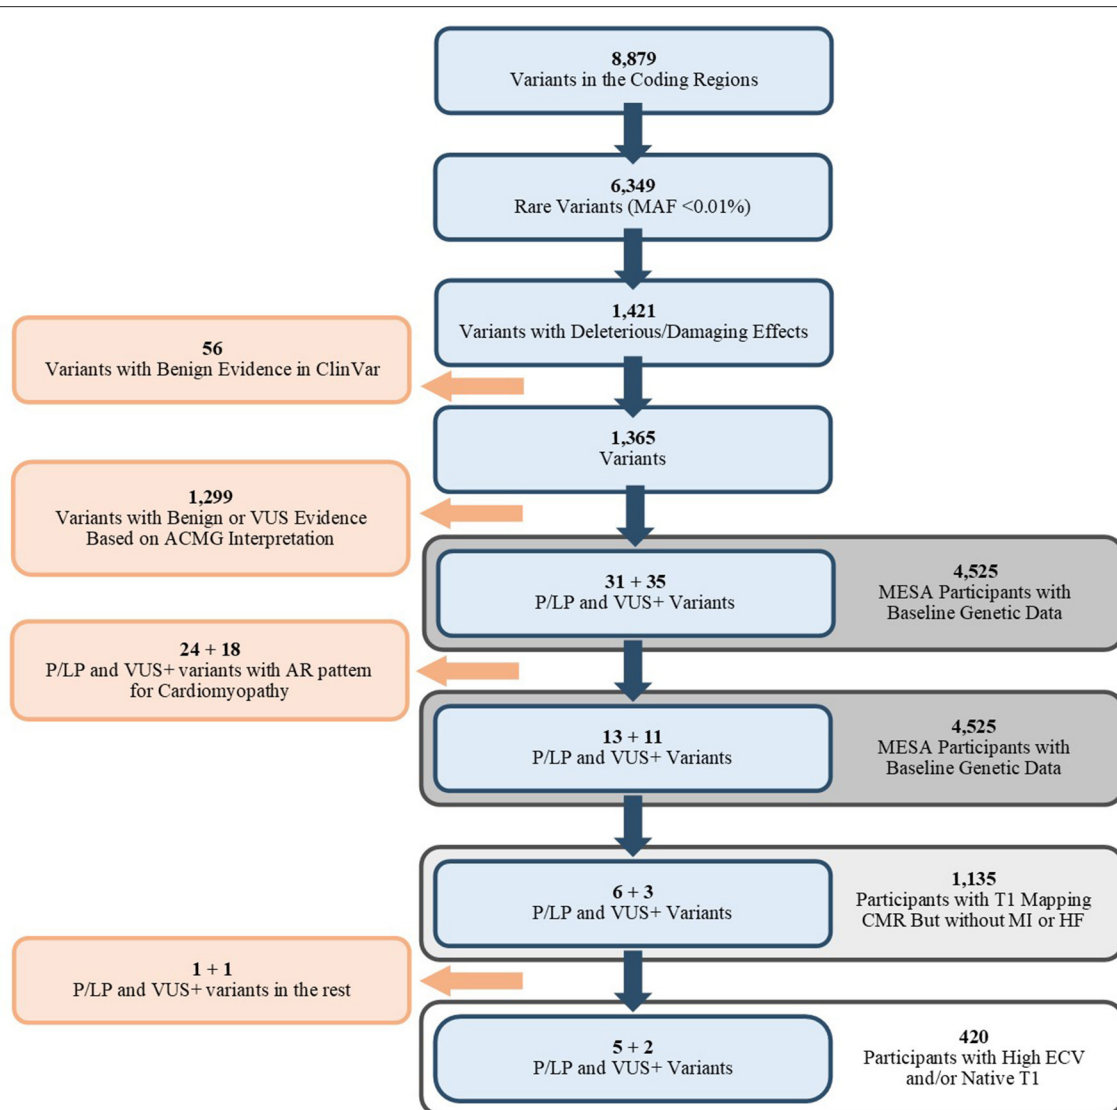 8,879
Variants in the Coding Regions
6,349
Rare Variants (MAF <0.01%)
1,421
Variants with Deleterious/Damaging Effects
56
Variants with Benign Evidence in ClinVar
1,365
Variants
1,299
Variants with Benign or VUS Evidence
Based on ACMG Interpretation
31 + 35
P/LP and VUS+ Variants
4,525
MESA Participants with
Baseline Genetic Data
24 + 18
P/LP and VUS+ variants with AR pattern
for Cardiomyopathy
13 + 11
P/LP and VUS+ Variants
4,525
MESA Participants with
Baseline Genetic Data
6 + 3
P/LP and VUS+ Variants
1,135
Participants with T1 Mapping
CMR But without MI or HF
1 + 1
P/LP and VUS+ variants in the rest
5 + 2
P/LP and VUS+ Variants
420
Participants with High ECV
and/or Native T1